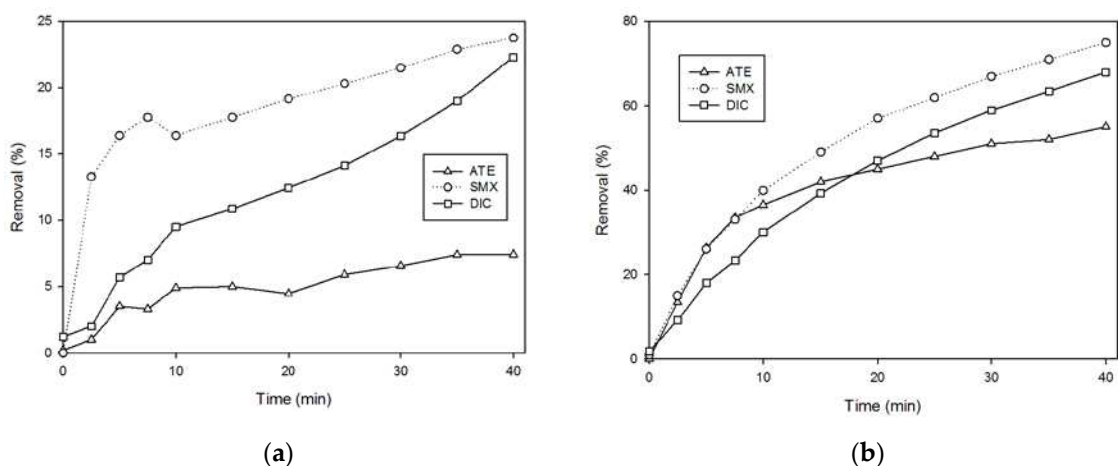 25
20
15
10
5
0
Removal (%)
ATE
SMX
DIC
0 10 20 30 40
Time (min)
(a)
80
60
40
20
0
Removal (%)
ATE
SMX
DIC
0 10 20 30 40
Time (min)
(b)